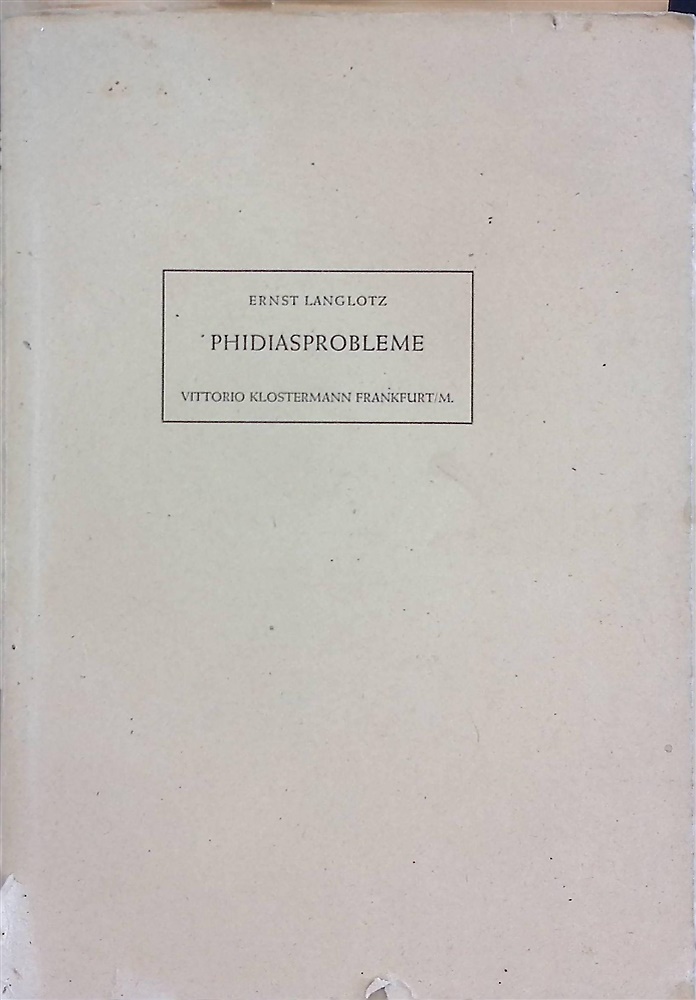 ERNST LANGLOTZ
PHIDIASPROBLEME
VITTORIO KLOSTERMANN FRANKFURT/M.